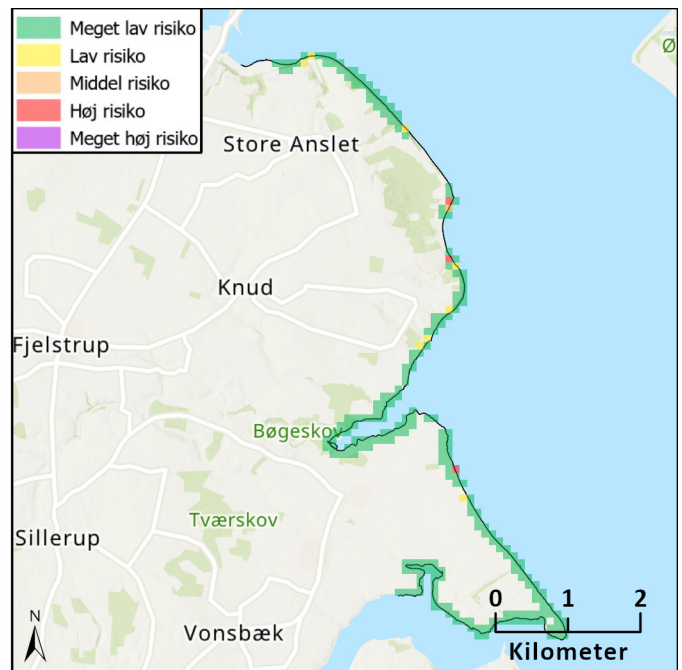 Meget lav risiko
Lav risiko
Middel risiko
Høj risiko
Meget høj risiko
Ø
Store Anslet
Knud
Fjelstrup
Bøgeskov
Tværskov
Sillerup
Vonsbæk
N
0 1 2
Kilometer